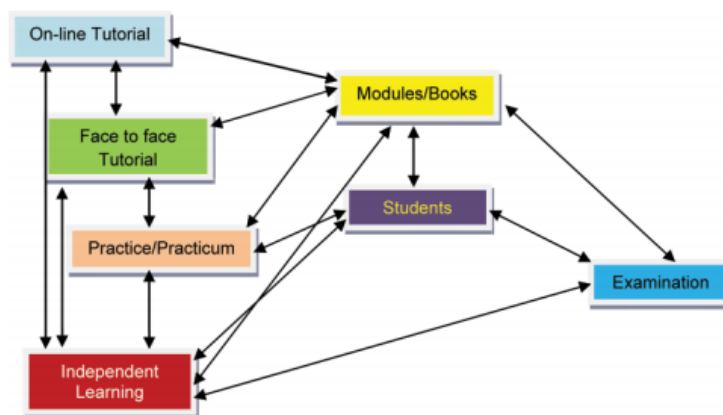 On-line Tutorial
Modules/Books
Face to face
Tutorial
Students
Practice/Practicum
Examination
Independent
Learning